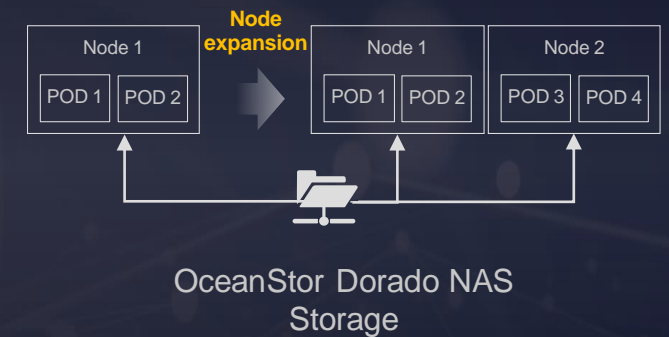 Node
expansion
Node 1
POD 1 POD 2
Node 1
POD 1 POD 2
Node 2
POD 3 POD 4
OceanStor Dorado NAS
Storage